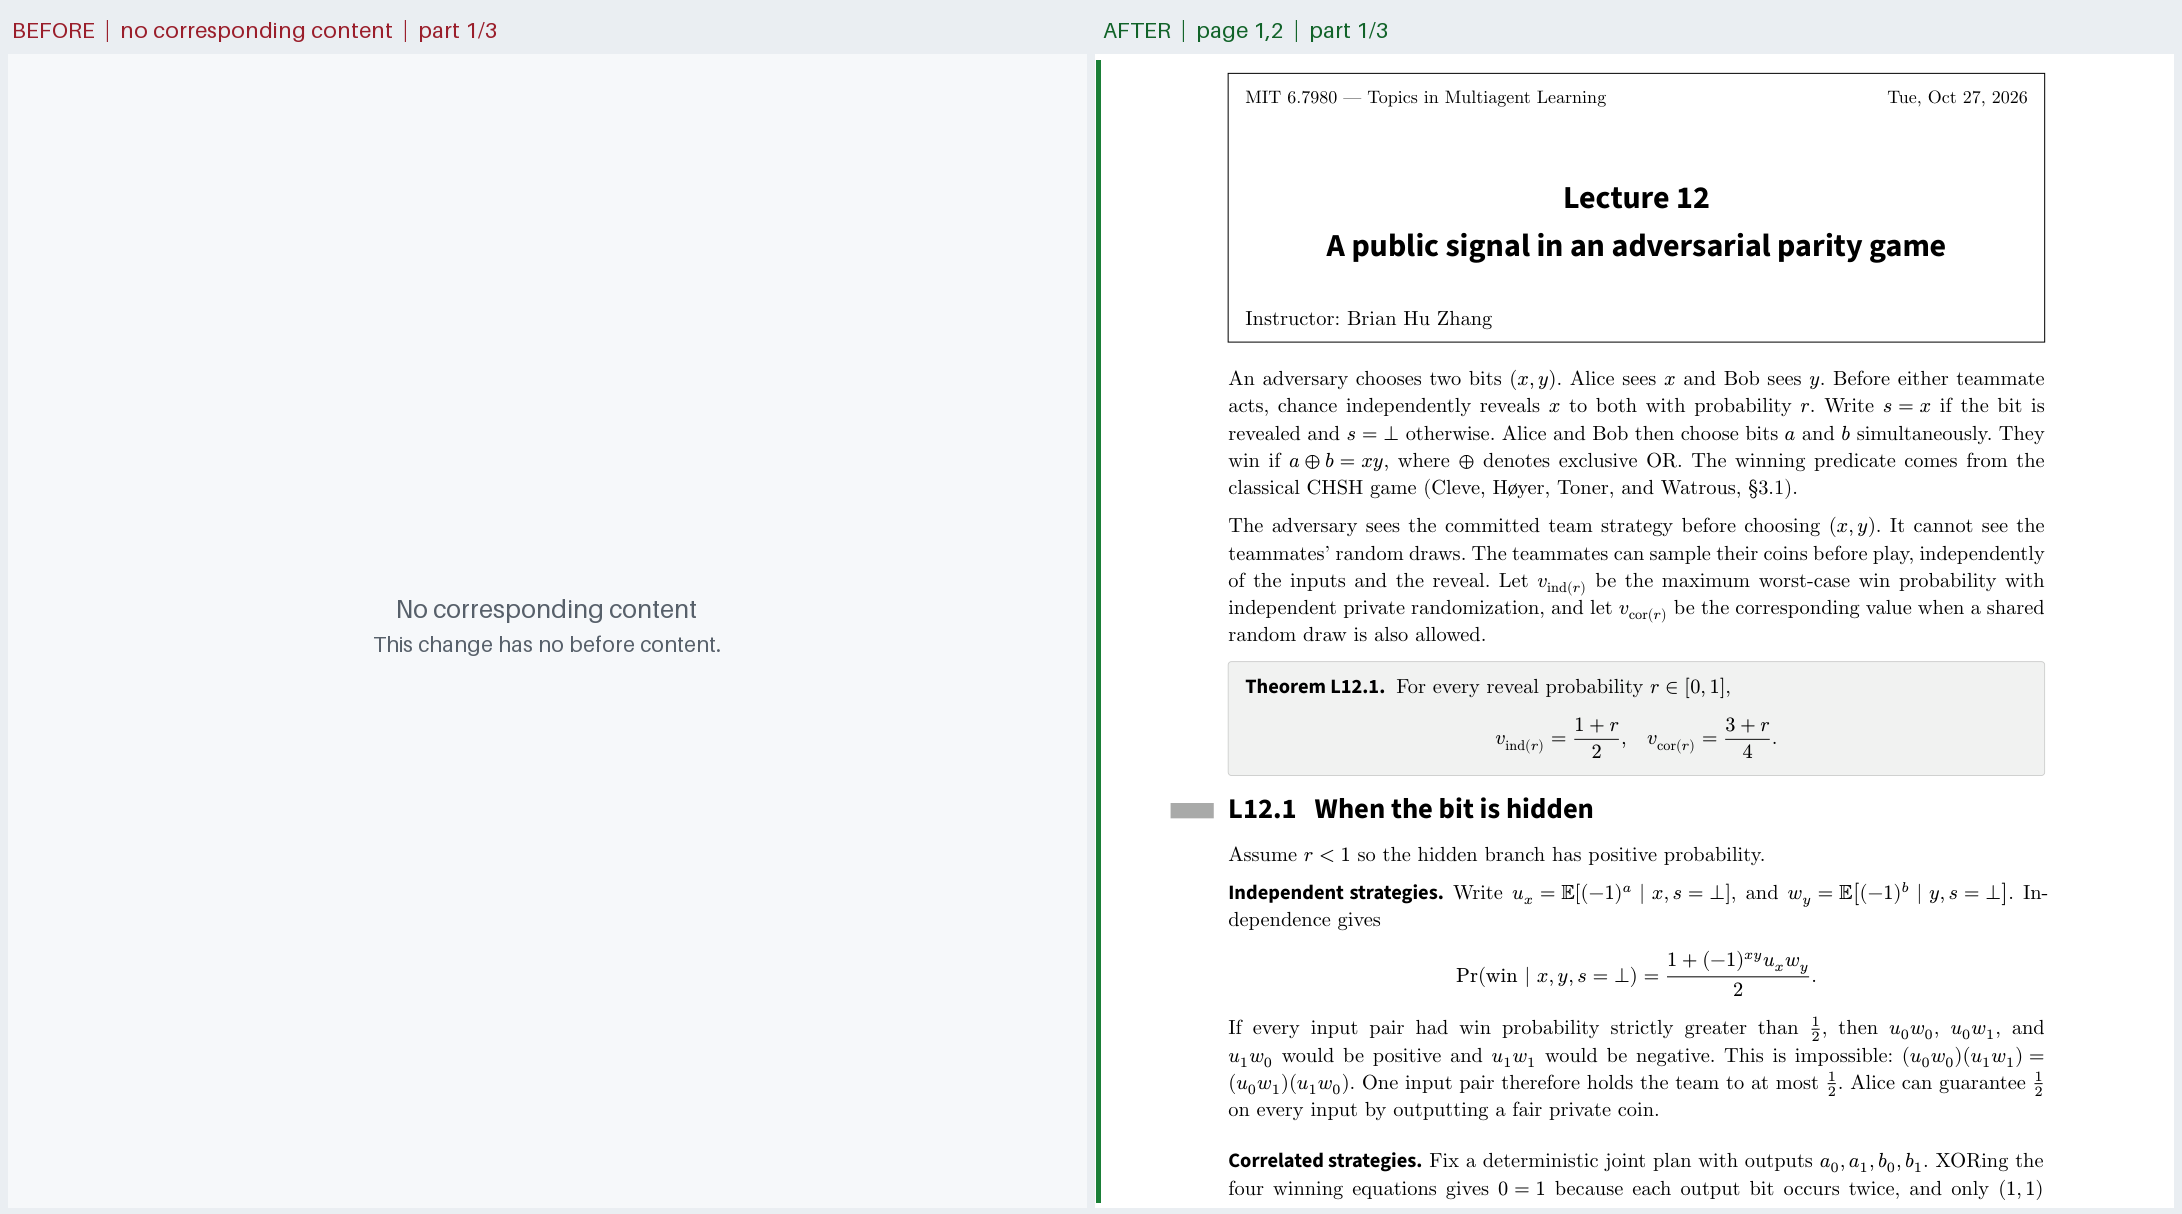 BEFORE | no corresponding content | part 1/3
AFTER | page 1,2 | part 1/3
No corresponding content
This change has no before content.
MIT 6.7980 — Topics in Multiagent Learning
Tue, Oct 27, 2026
Lecture 12
A public signal in an adversarial parity game
Instructor: Brian Hu Zhang
An adversary chooses two bits (x, y). Alice sees x and Bob sees y. Before either teammate
acts, chance independently reveals x to both with probability r. Write s = x if the bit is
revealed and s = ⊥ otherwise. Alice and Bob then choose bits a and b simultaneously. They
win if a ⊕ b = xy, where ⊕ denotes exclusive OR. The winning predicate comes from the
classical CHSH game (Cleve, Høyer, Toner, and Watrous, §3.1).
The adversary sees the committed team strategy before choosing (x, y). It cannot see the
teammates' random draws. The teammates can sample their coins before play, independently
of the inputs and the reveal. Let v_ind(r) be the maximum worst-case win probability with
independent private randomization, and let v_cor(r) be the corresponding value when a shared
random draw is also allowed.
Theorem L12.1. For every reveal probability r ∈ [0, 1],
v_ind(r) = (1 + r)/2, v_cor(r) = (3 + r)/4.
L12.1 When the bit is hidden
Assume r < 1 so the hidden branch has positive probability.
Independent strategies. Write u_x = 𝔼[(−1)^a | x, s = ⊥], and w_y = 𝔼[(−1)^b | y, s = ⊥]. In-
dependence gives
Pr(win | x, y, s = ⊥) = (1 + (−1)^{xy} u_x w_y)/2.
If every input pair had win probability strictly greater than 1/2, then u_0w_0, u_0w_1, and
u_1w_0 would be positive and u_1w_1 would be negative. This is impossible: (u_0w_0)(u_1w_1) =
(u_0w_1)(u_1w_0). One input pair therefore holds the team to at most 1/2. Alice can guarantee 1/2
on every input by outputting a fair private coin.
Correlated strategies. Fix a deterministic joint plan with outputs a_0, a_1, b_0, b_1. XORing the
four winning equations gives 0 = 1 because each output bit occurs twice, and only (1, 1)